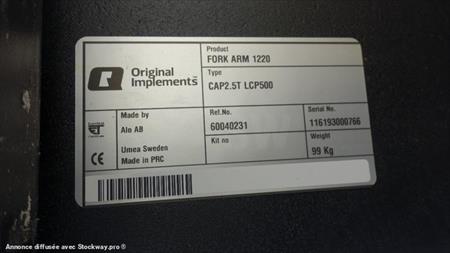 Original
Implements
Product
FORK ARM 1220
Type
CAP2.5T LCP500
Made by
Alo AB
Umea Sweden
Made in PRC
CE
Ref.No.
60040231
Serial No.
116193000766
Kit no
Weight
99 Kg
Annonce diffusée avec Stockway.pro ®